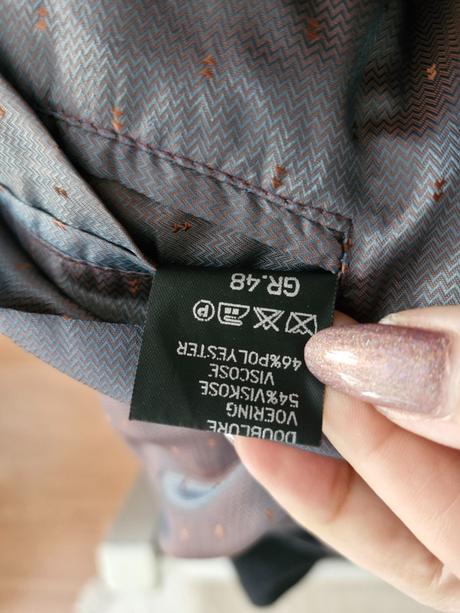 DOUBLURE
VOERING
54%VISKOSE
VISCOSE
46%POLYESTER
P
GR.48